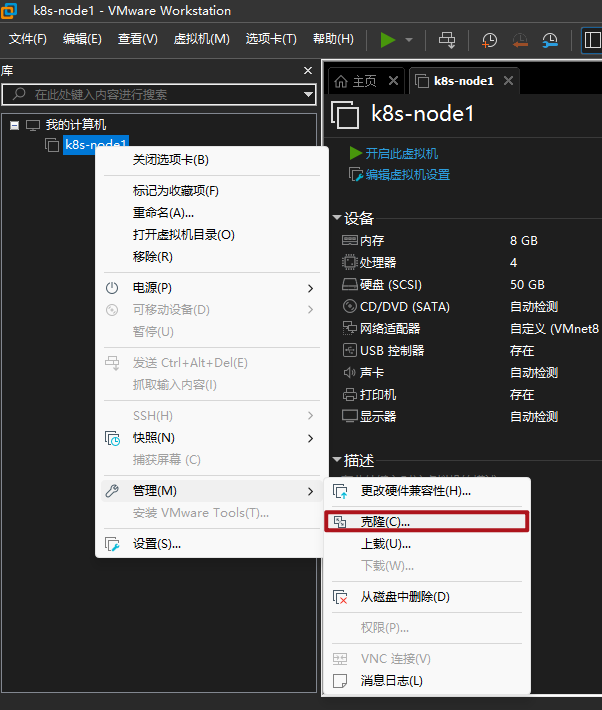 k8s-node1 - VMware Workstation
文件(F) 编辑(E) 查看(V) 虚拟机(M) 选项卡(T) 帮助(H)
库
在此处键入内容进行搜索
我的计算机
k8s-node1
主页
k8s-node1
k8s-node1
开启此虚拟机
编辑虚拟机设置
设备
内存 8 GB
处理器 4
硬盘 (SCSI) 50 GB
CD/DVD (SATA) 自动检测
网络适配器 自定义 (VMnet8
USB 控制器 存在
声卡 自动检测
打印机 存在
显示器 自动检测
描述
关闭选项卡(B)
标记为收藏项(F)
重命名(A)...
打开虚拟机目录(O)
移除(R)
电源(P)
可移动设备(D)
暂停(U)
发送 Ctrl+Alt+Del(E)
抓取输入内容(I)
SSH(H)
快照(N)
捕获屏幕 (C)
管理(M)
安装 VMware Tools(T)...
设置(S)...
更改硬件兼容性(H)...
克隆(C)...
上载(U)...
下载(W)...
从磁盘中删除(D)
权限(P)...
VNC 连接(V)
消息日志(L)